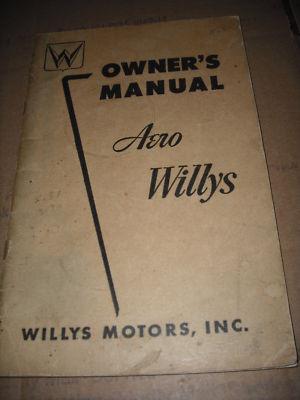 W
OWNER'S
MANUAL
Aero
Willys
WILLYS MOTORS, INC.